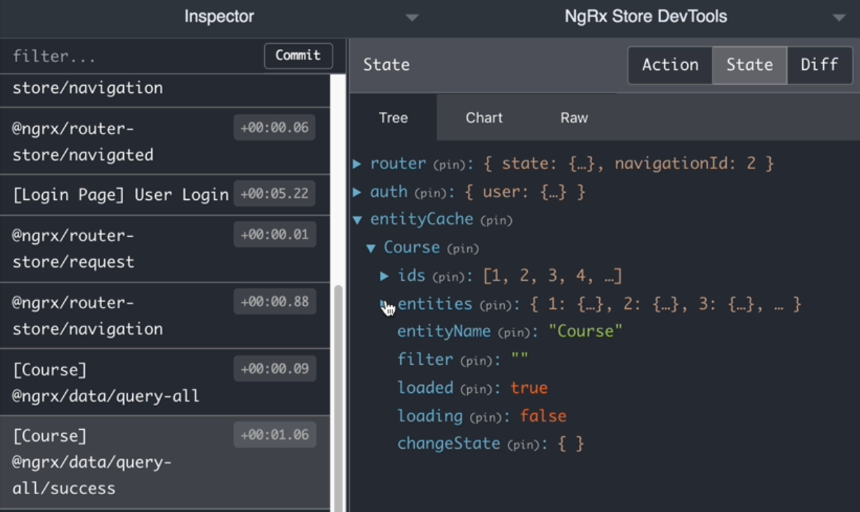 Inspector
NgRx Store DevTools
filter...
Commit
store/navigation
@ngrx/router-
store/navigated
+00:00.06
[Login Page] User Login
+00:05.22
@ngrx/router-
store/request
+00:00.01
@ngrx/router-
store/navigation
+00:00.88
[Course]
@ngrx/data/query-all
+00:00.09
[Course]
@ngrx/data/query-
all/success
+00:01.06
State
Action
State
Diff
Tree
Chart
Raw
router (pin): { state: {…}, navigationId: 2 }
auth (pin): { user: {…} }
entityCache (pin)
Course (pin)
ids (pin): [1, 2, 3, 4, …]
entities (pin): { 1: {…}, 2: {…}, 3: {…}, … }
entityName (pin): "Course"
filter (pin): ""
loaded (pin): true
loading (pin): false
changeState (pin): { }